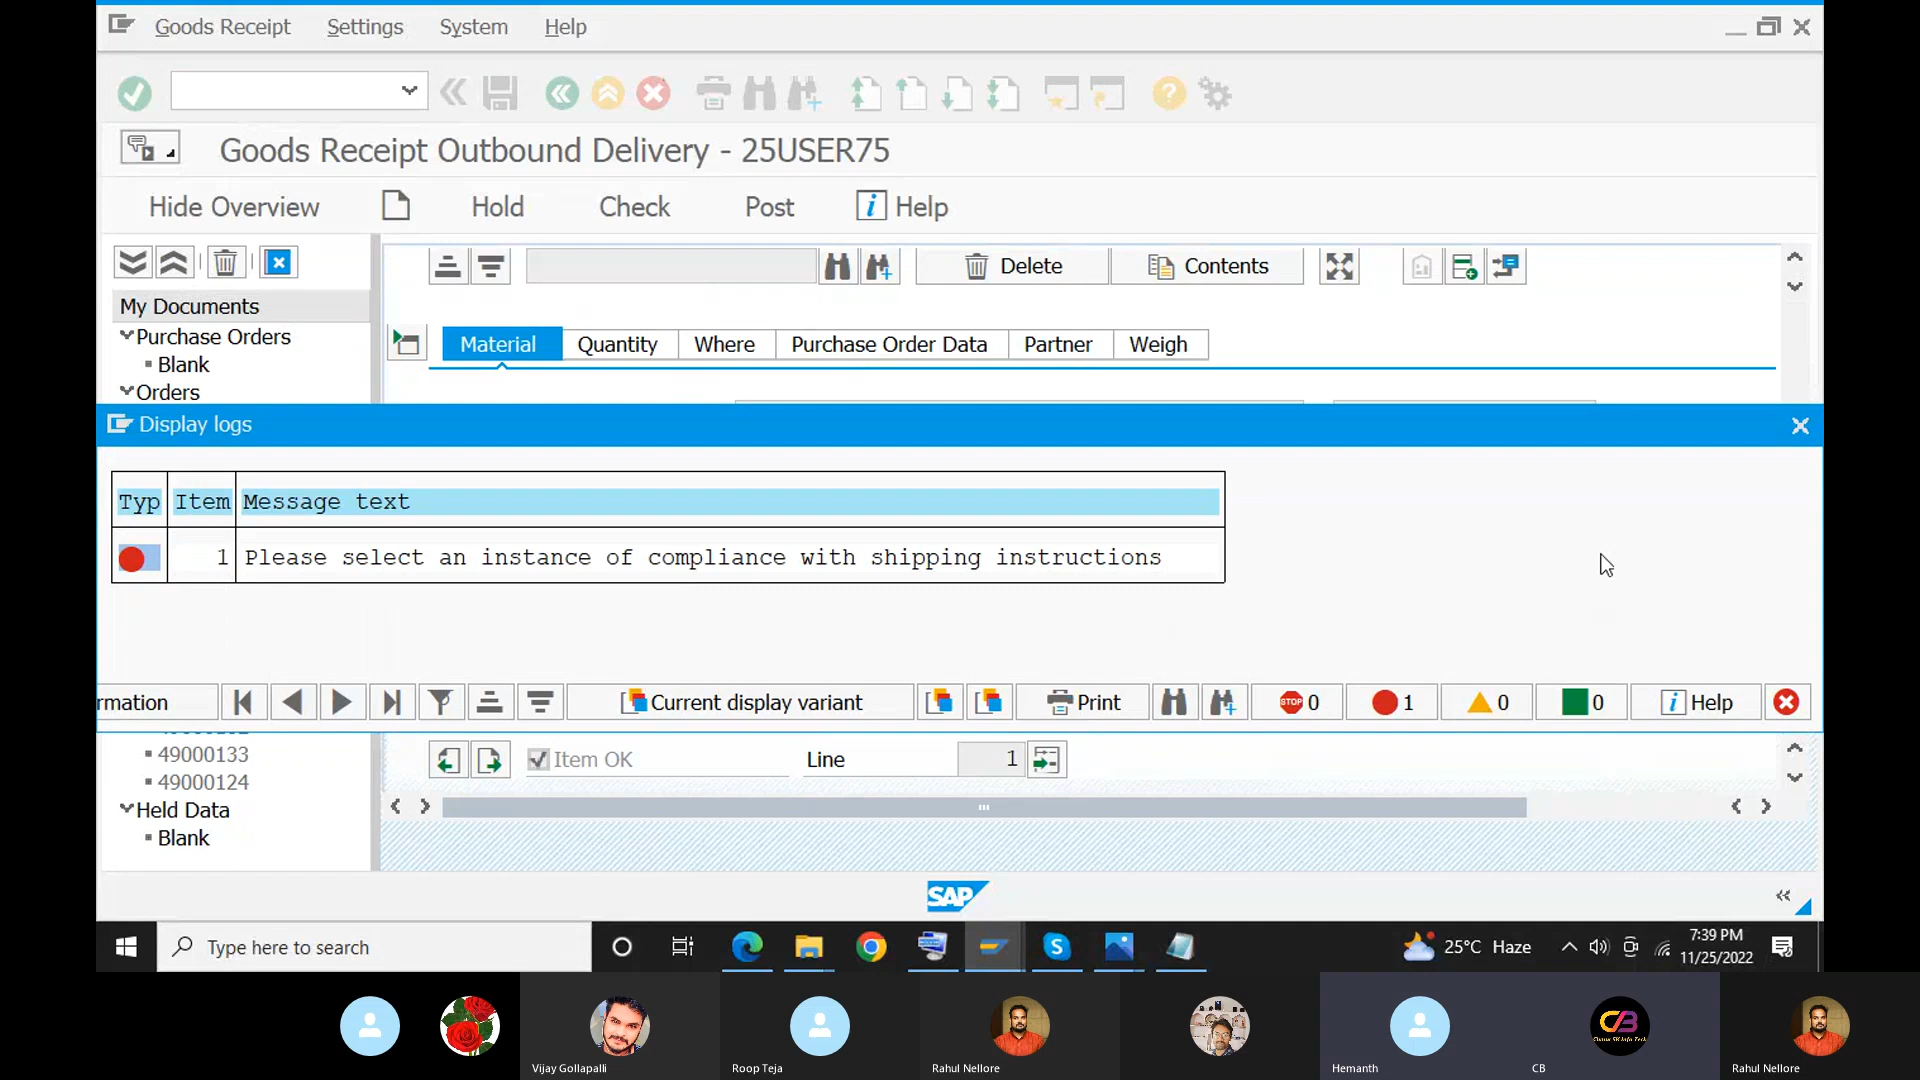 Goods Receipt Settings System Help
Goods Receipt Outbound Delivery - 25USER75
Hide Overview Hold Check Post i Help
Delete Contents
My Documents
Purchase Orders
Blank
Orders
Material Quantity Where Purchase Order Data Partner Weigh
Display logs
Typ Item Message text
1 Please select an instance of compliance with shipping instructions
rmation Current display variant Print STOP 0 1 0 0 i Help
49000133
49000124
Held Data
Blank
Item OK Line 1
SAP
Type here to search
25°C Haze
7:39 PM
11/25/2022
Vijay Gollapalli Roop Teja Rahul Nellore Hemanth CB Rahul Nellore